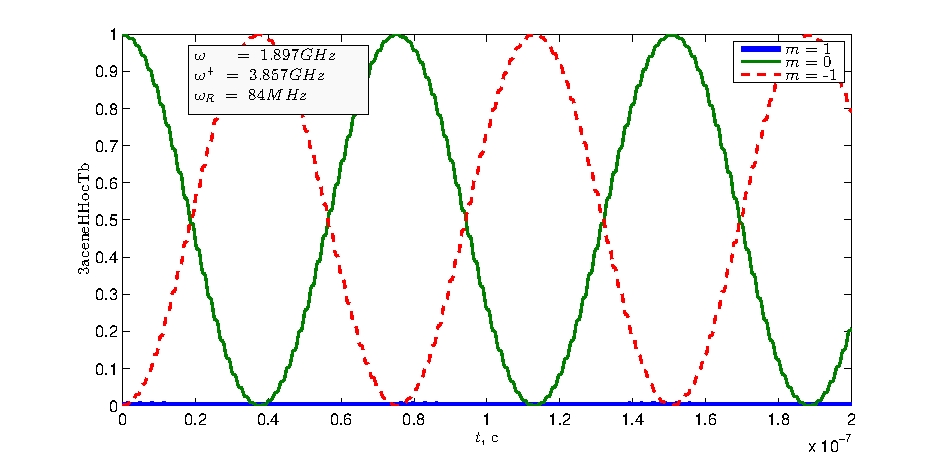 ω = 1.897GHz
ω⁺ = 3.857GHz
ω_R = 84MHz
m = 1
m = 0
m = -1
1
0.9
0.8
0.7
0.6
0.5
0.4
0.3
0.2
0.1
0
3aceneHHocTb
0 0.2 0.4 0.6 0.8 1 1.2 1.4 1.6 1.8 2
t, c
x 10⁻⁷